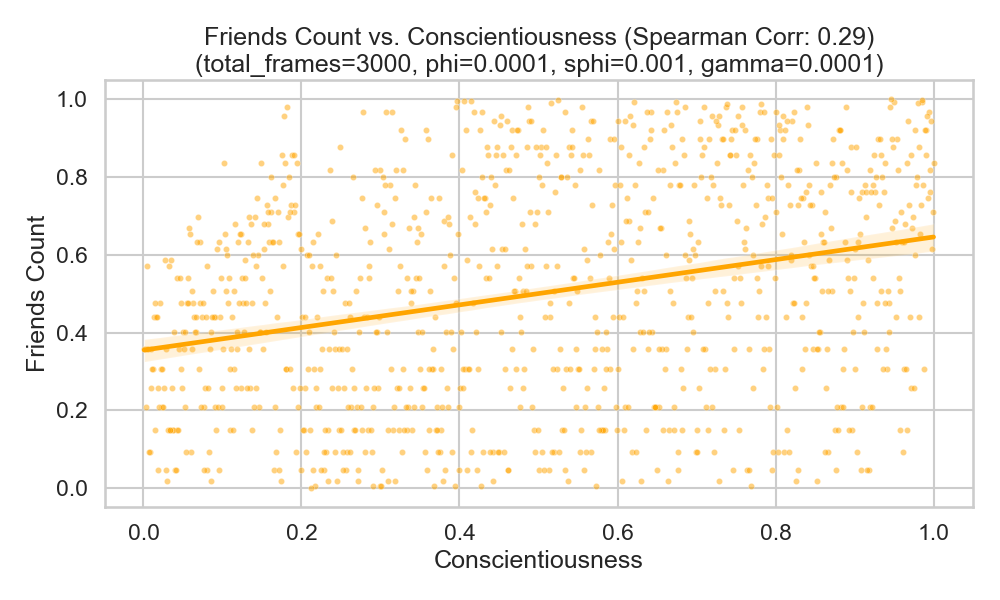 Friends Count vs. Conscientiousness (Spearman Corr: 0.29)
(total_frames=3000, phi=0.0001, sphi=0.001, gamma=0.0001)
1.0
0.8
0.6
0.4
0.2
0.0
Friends Count
0.0 0.2 0.4 0.6 0.8 1.0
Conscientiousness